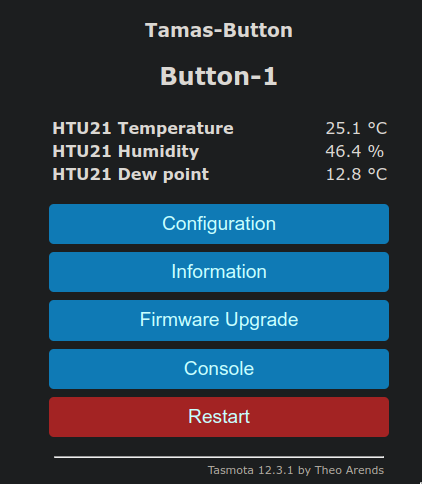 Tamas-Button
Button-1
HTU21 Temperature 25.1 °C
HTU21 Humidity 46.4 %
HTU21 Dew point 12.8 °C
Configuration
Information
Firmware Upgrade
Console
Restart
Tasmota 12.3.1 by Theo Arends